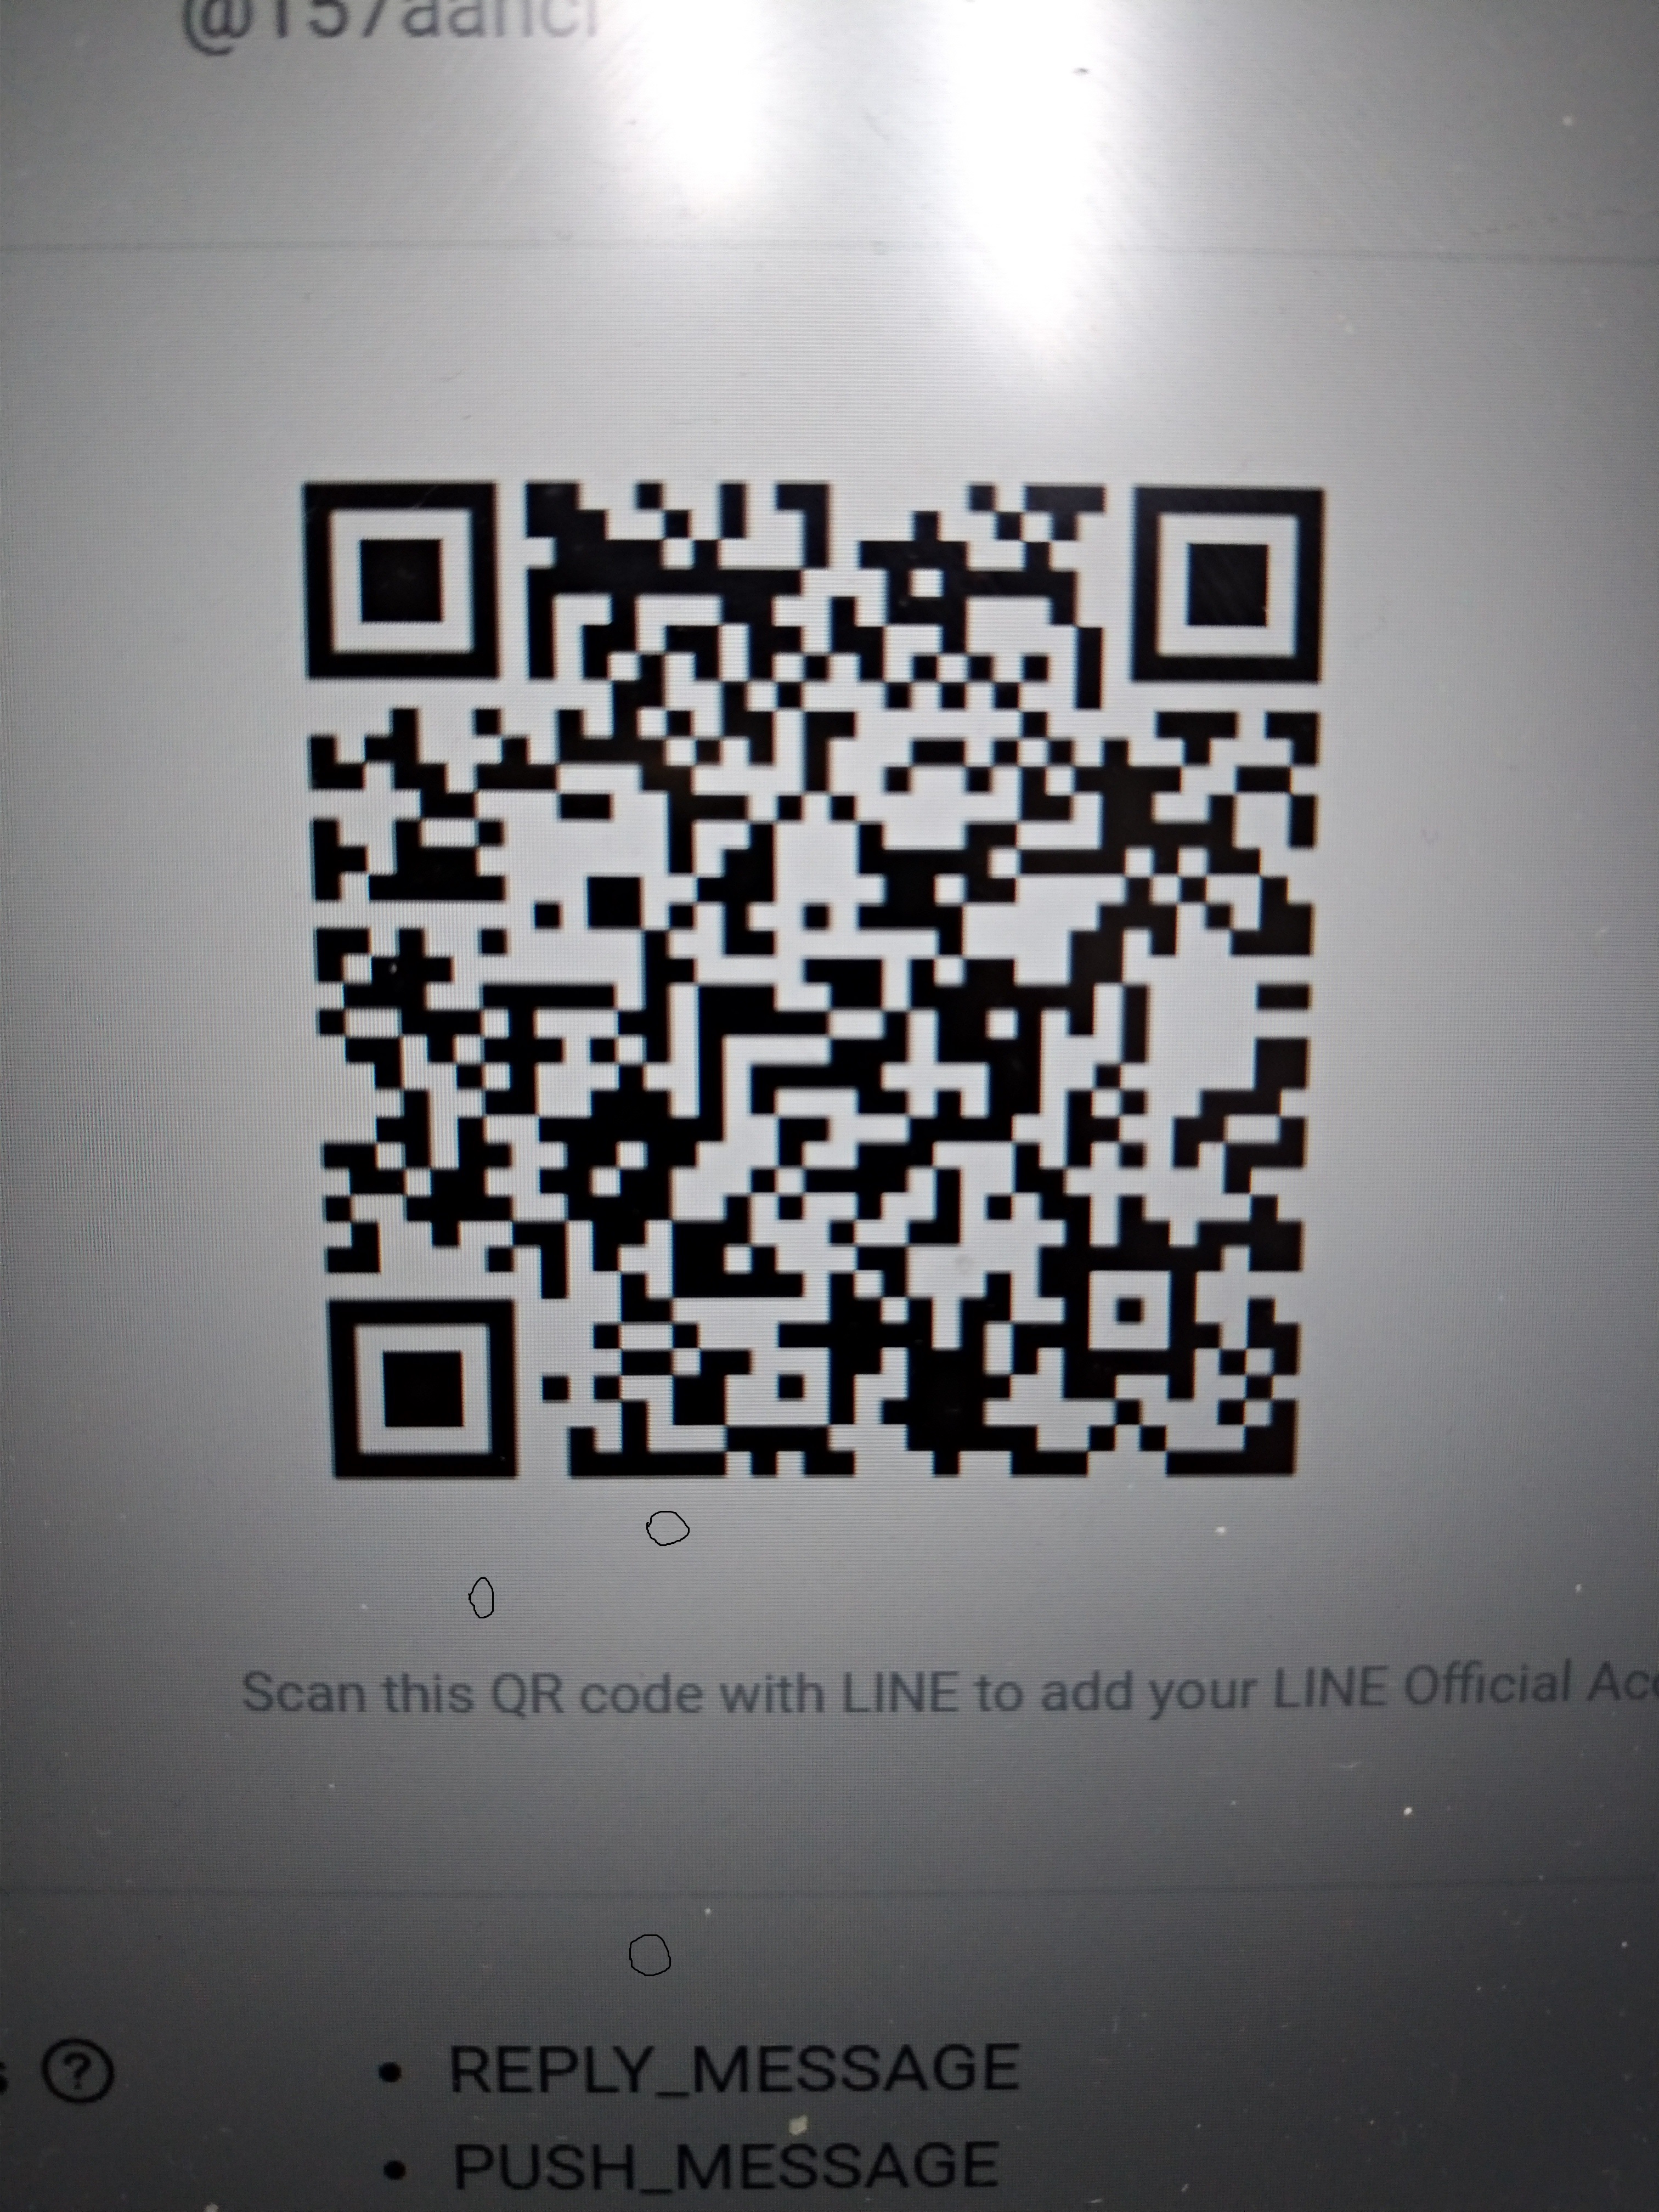 Scan this QR code with LINE to add your LINE Official
?
• REPLY_MESSAGE
• PUSH_MESSAGE